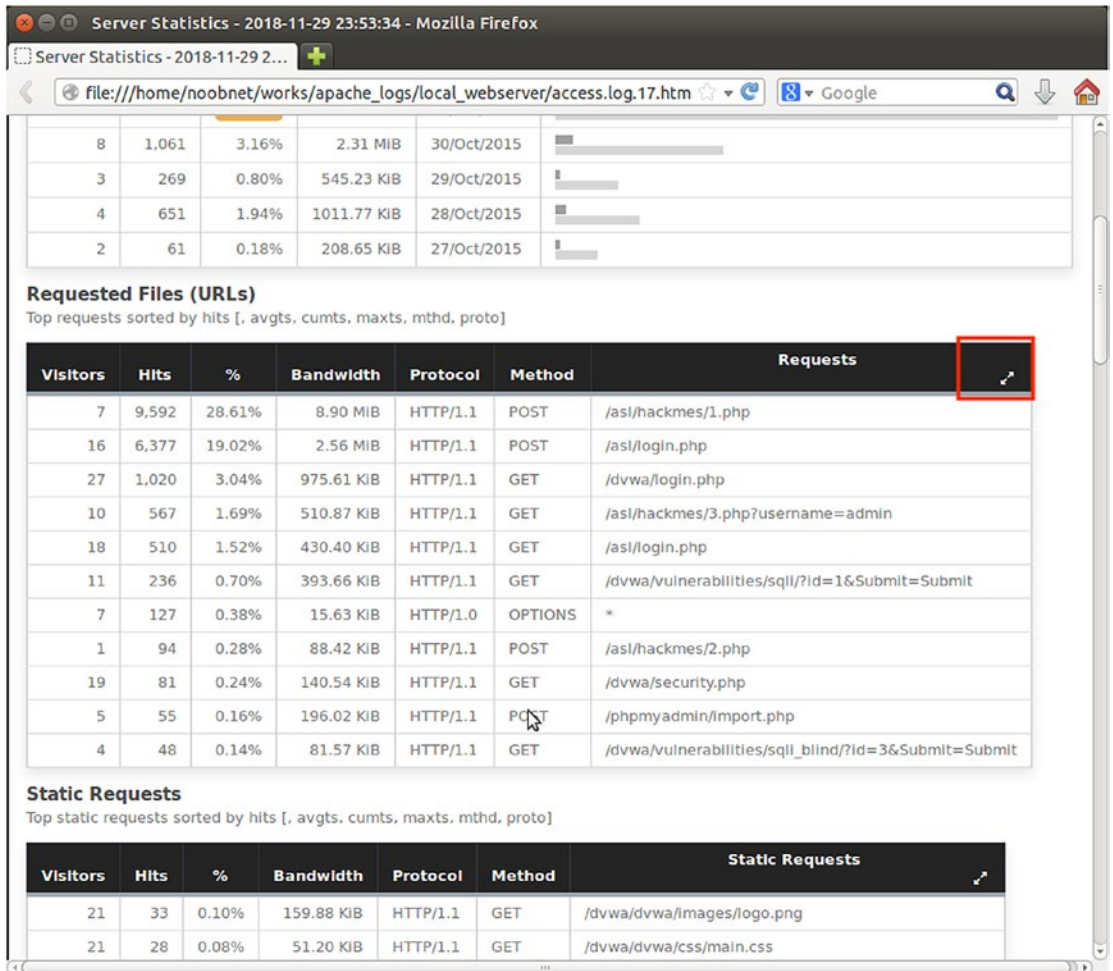 Server Statistics - 2018-11-29 23:53:34 - Mozilla Firefox
Server Statistics - 2018-11-29 2...
file:///home/noobnet/works/apache_logs/local_webserver/access.log.17.htm 8 Google
8 1,061 3.16% 2.31 MiB 30/Oct/2015
3 269 0.80% 545.23 KiB 29/Oct/2015
4 651 1.94% 1011.77 KiB 28/Oct/2015
2 61 0.18% 208.65 KiB 27/Oct/2015
Requested Files (URLs)
Top requests sorted by hits [, avgts, cumts, maxts, mthd, proto]
Visitors Hits % Bandwidth Protocol Method Requests
7 9,592 28.61% 8.90 MiB HTTP/1.1 POST /asl/hackmes/1.php
16 6,377 19.02% 2.56 MiB HTTP/1.1 POST /asl/login.php
27 1,020 3.04% 975.61 KiB HTTP/1.1 GET /dvwa/login.php
10 567 1.69% 510.87 KiB HTTP/1.1 GET /asl/hackmes/3.php?username=admin
18 510 1.52% 430.40 KiB HTTP/1.1 GET /asl/login.php
11 236 0.70% 393.66 KiB HTTP/1.1 GET /dvwa/vulnerabilities/sqli/?id=1&Submit=Submit
7 127 0.38% 15.63 KiB HTTP/1.0 OPTIONS *
1 94 0.28% 88.42 KiB HTTP/1.1 POST /asl/hackmes/2.php
19 81 0.24% 140.54 KiB HTTP/1.1 GET /dvwa/security.php
5 55 0.16% 196.02 KiB HTTP/1.1 POST /phpmyadmin/import.php
4 48 0.14% 81.57 KiB HTTP/1.1 GET /dvwa/vulnerabilities/sqli_blind/?id=3&Submit=Submit
Static Requests
Top static requests sorted by hits [, avgts, cumts, maxts, mthd, proto]
Visitors Hits % Bandwidth Protocol Method Static Requests
21 33 0.10% 159.88 KiB HTTP/1.1 GET /dvwa/dvwa/images/logo.png
21 28 0.08% 51.20 KiB HTTP/1.1 GET /dvwa/dvwa/css/main.css